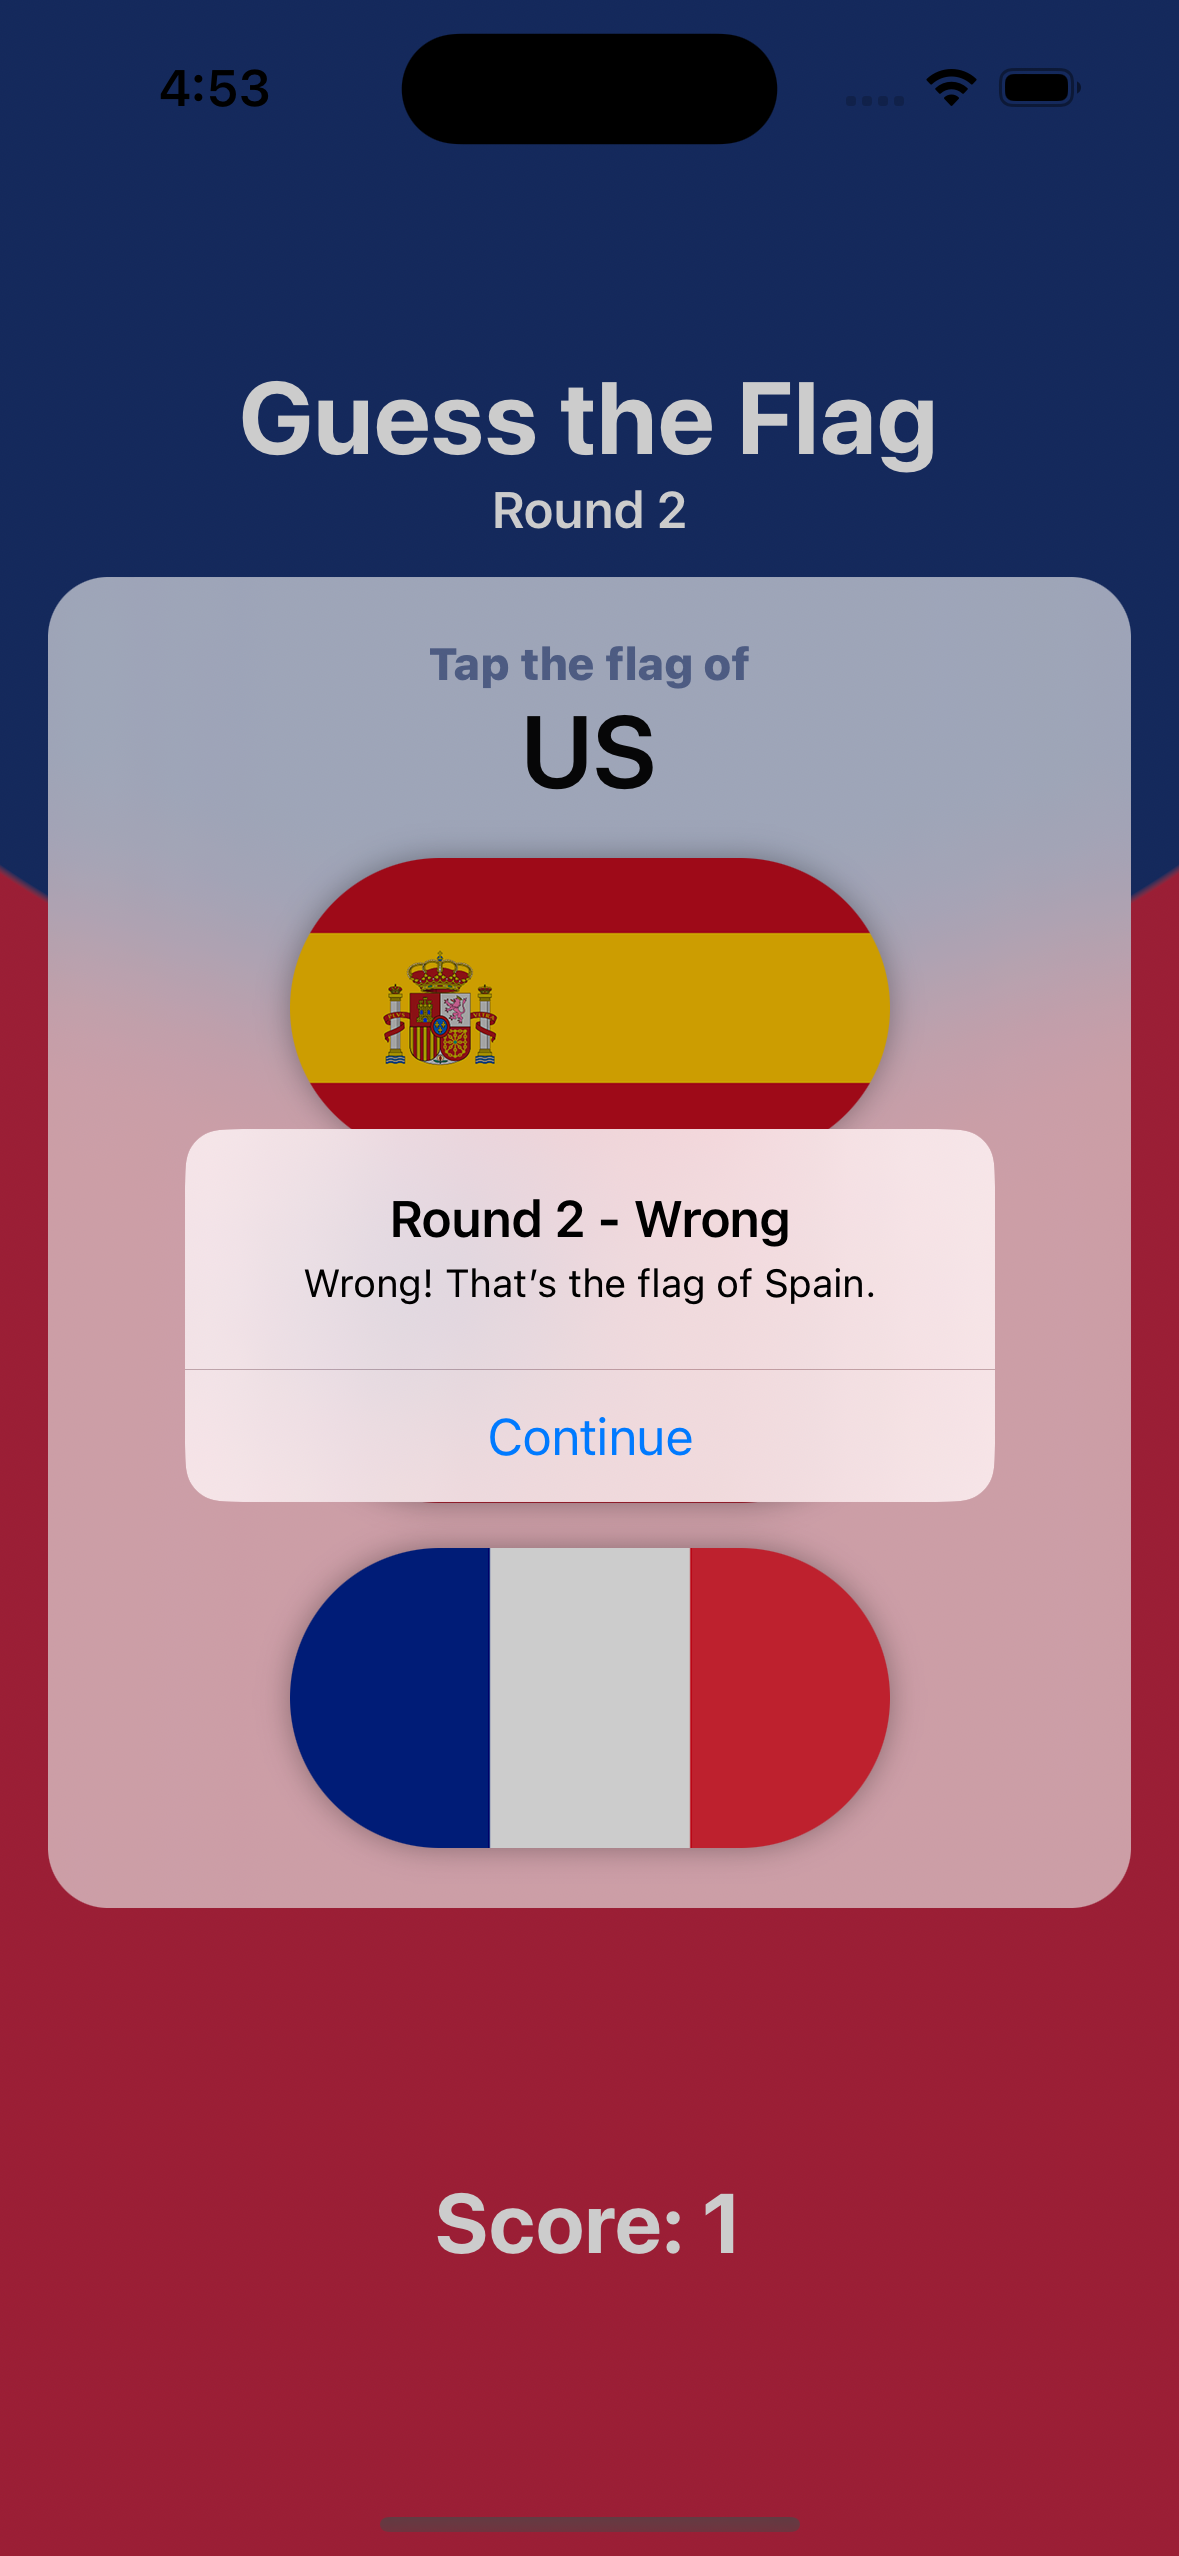 4:53
Guess the Flag
Round 2
Tap the flag of
US
Round 2 - Wrong
Wrong! That’s the flag of Spain.
Continue
Score: 1